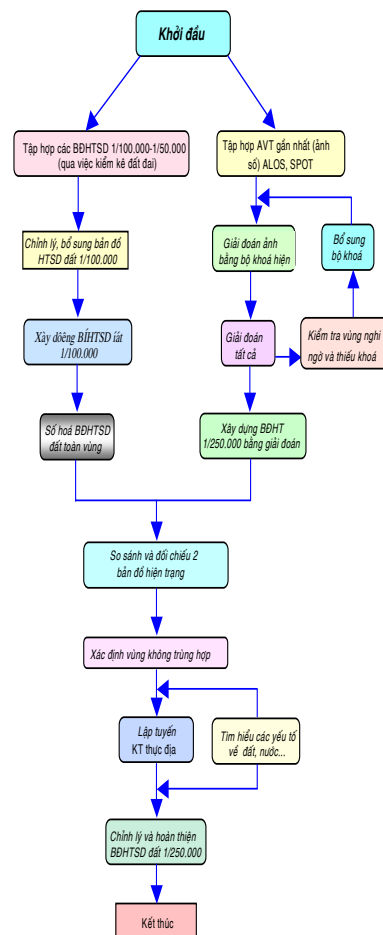 Khởi đầu
Tập hợp các BĐHTSD 1/100.000-1/50.000
(qua việc kiểm kê đất đai)
Tập hợp AVT gần nhất (ảnh
số) ALOS, SPOT
Chỉnh lý, bổ sung bản đồ
HTSD đất 1/100.000
Giải đoán ảnh
bằng bộ khoá hiện
Bổ sung
bộ khoá
Xày dôêng BÍHTSD íât
1/100.000
Giải đoán
tất cả
Kiểm tra vùng nghi
ngờ và thiếu khoá
Số hoá BĐHTSD
đất toàn vùng
Xây dựng BĐHT
1/250.000 bằng giải đoán
So sánh và đối chiếu 2
bản đồ hiện trạng
Xác định vùng không trùng hợp
Lập tuyến
KT thực địa
Tìm hiểu các yếu tố
về đất, nước...
Chỉnh lý và hoàn thiện
BĐHTSD đất 1/250.000
Kết thúc